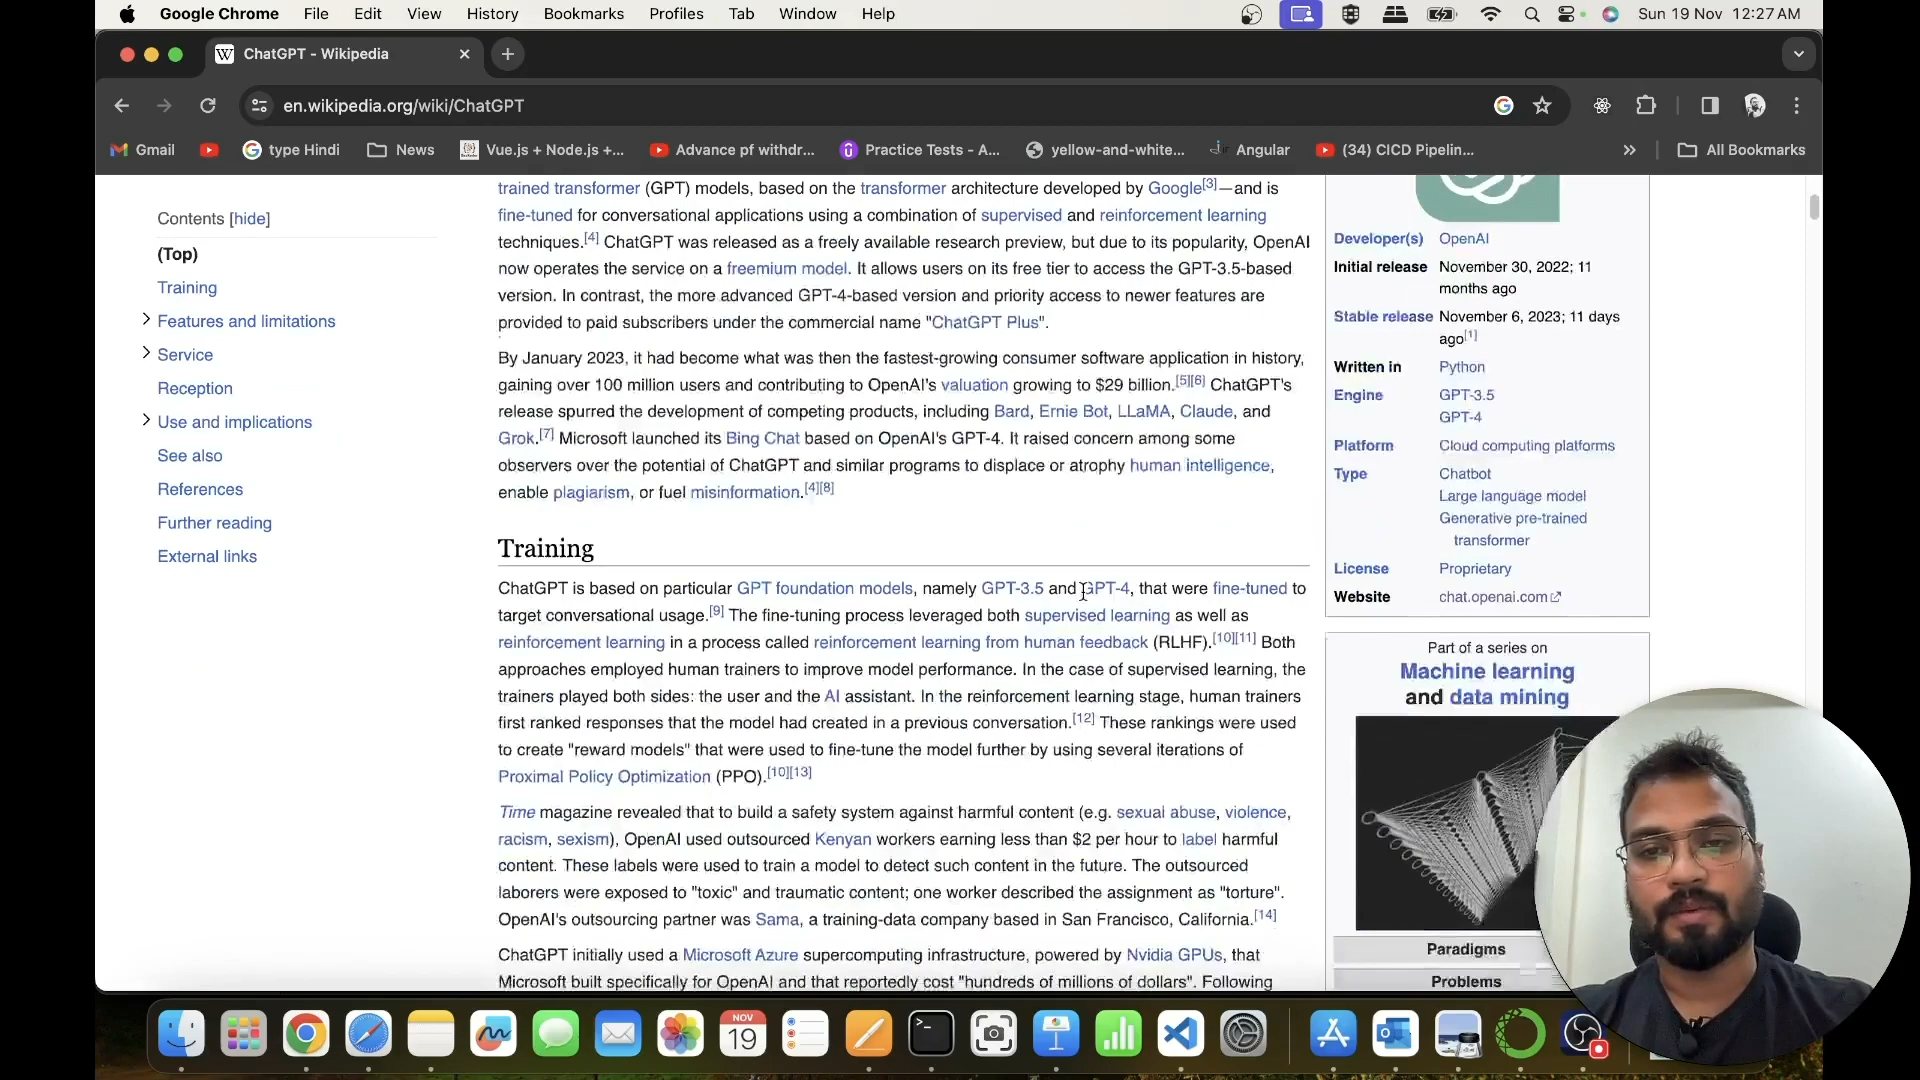 Google Chrome File Edit View History Bookmarks Profiles Tab Window Help Sun 19 Nov 12:27 AM
ChatGPT - Wikipedia
en.wikipedia.org/wiki/ChatGPT
Gmail type Hindi News Vue.js + Node.js +... Advance pf withdr... Practice Tests - A... yellow-and-white... Angular (34) CICD Pipelin... All Bookmarks
Contents [hide]
(Top)
Training
Features and limitations
Service
Reception
Use and implications
See also
References
Further reading
External links
trained transformer (GPT) models, based on the transformer architecture developed by Google[3]—and is
fine-tuned for conversational applications using a combination of supervised and reinforcement learning
techniques.[4] ChatGPT was released as a freely available research preview, but due to its popularity, OpenAI
now operates the service on a freemium model. It allows users on its free tier to access the GPT-3.5-based
version. In contrast, the more advanced GPT-4-based version and priority access to newer features are
provided to paid subscribers under the commercial name "ChatGPT Plus".
By January 2023, it had become what was then the fastest-growing consumer software application in history,
gaining over 100 million users and contributing to OpenAI's valuation growing to $29 billion.[5][6] ChatGPT's
release spurred the development of competing products, including Bard, Ernie Bot, LLaMA, Claude, and
Grok.[7] Microsoft launched its Bing Chat based on OpenAI's GPT-4. It raised concern among some
observers over the potential of ChatGPT and similar programs to displace or atrophy human intelligence,
enable plagiarism, or fuel misinformation.[4][8]
Training
ChatGPT is based on particular GPT foundation models, namely GPT-3.5 and GPT-4, that were fine-tuned to
target conversational usage.[9] The fine-tuning process leveraged both supervised learning as well as
reinforcement learning in a process called reinforcement learning from human feedback (RLHF).[10][11] Both
approaches employed human trainers to improve model performance. In the case of supervised learning, the
trainers played both sides: the user and the AI assistant. In the reinforcement learning stage, human trainers
first ranked responses that the model had created in a previous conversation.[12] These rankings were used
to create "reward models" that were used to fine-tune the model further by using several iterations of
Proximal Policy Optimization (PPO).[10][13]
Time magazine revealed that to build a safety system against harmful content (e.g. sexual abuse, violence,
racism, sexism), OpenAI used outsourced Kenyan workers earning less than $2 per hour to label harmful
content. These labels were used to train a model to detect such content in the future. The outsourced
laborers were exposed to "toxic" and traumatic content; one worker described the assignment as "torture".
OpenAI's outsourcing partner was Sama, a training-data company based in San Francisco, California.[14]
ChatGPT initially used a Microsoft Azure supercomputing infrastructure, powered by Nvidia GPUs, that
Microsoft built specifically for OpenAI and that reportedly cost "hundreds of millions of dollars". Following
Developer(s) OpenAI
Initial release November 30, 2022; 11
months ago
Stable release November 6, 2023; 11 days
ago[1]
Written in Python
Engine GPT-3.5
GPT-4
Platform Cloud computing platforms
Type Chatbot
Large language model
Generative pre-trained
transformer
License Proprietary
Website chat.openai.com
Part of a series on
Machine learning
and data mining
Paradigms
Problems
NOV
19